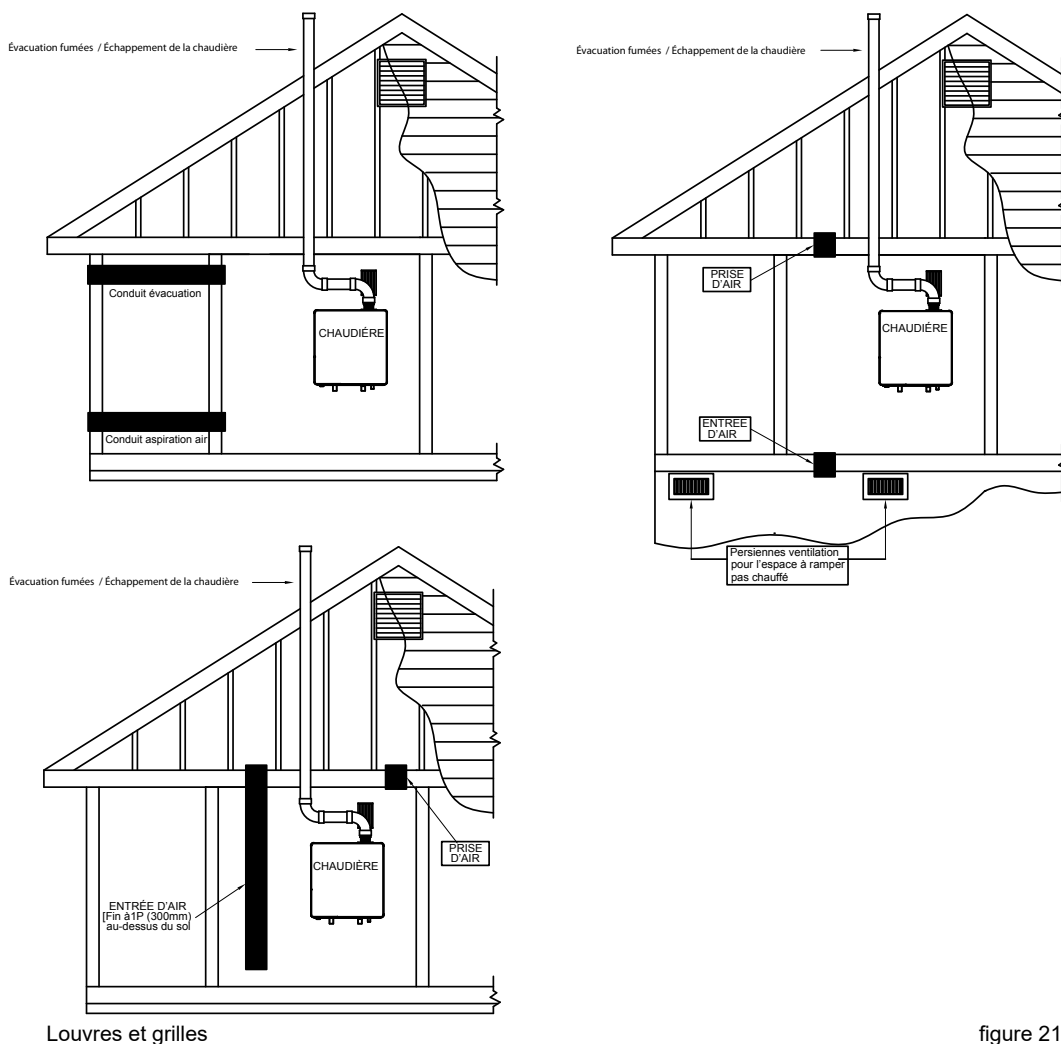 Évacuation fumées / Échappement de la chaudière
Conduit évacuation
CHAUDIÉRE
Conduit aspiration air
Évacuation fumées / Échappement de la chaudière
PRISE
D'AIR
CHAUDIÉRE
ENTREE
D'AIR
Persiennes ventilation
pour l'espace à ramper
pas chauffé
Évacuation fumées / Échappement de la chaudière
CHAUDIÈRE
PRISE
D'AIR
ENTRÉE D'AIR
[Fin à1P (300mm)
au-dessus du sol
Louvres et grilles
figure 21